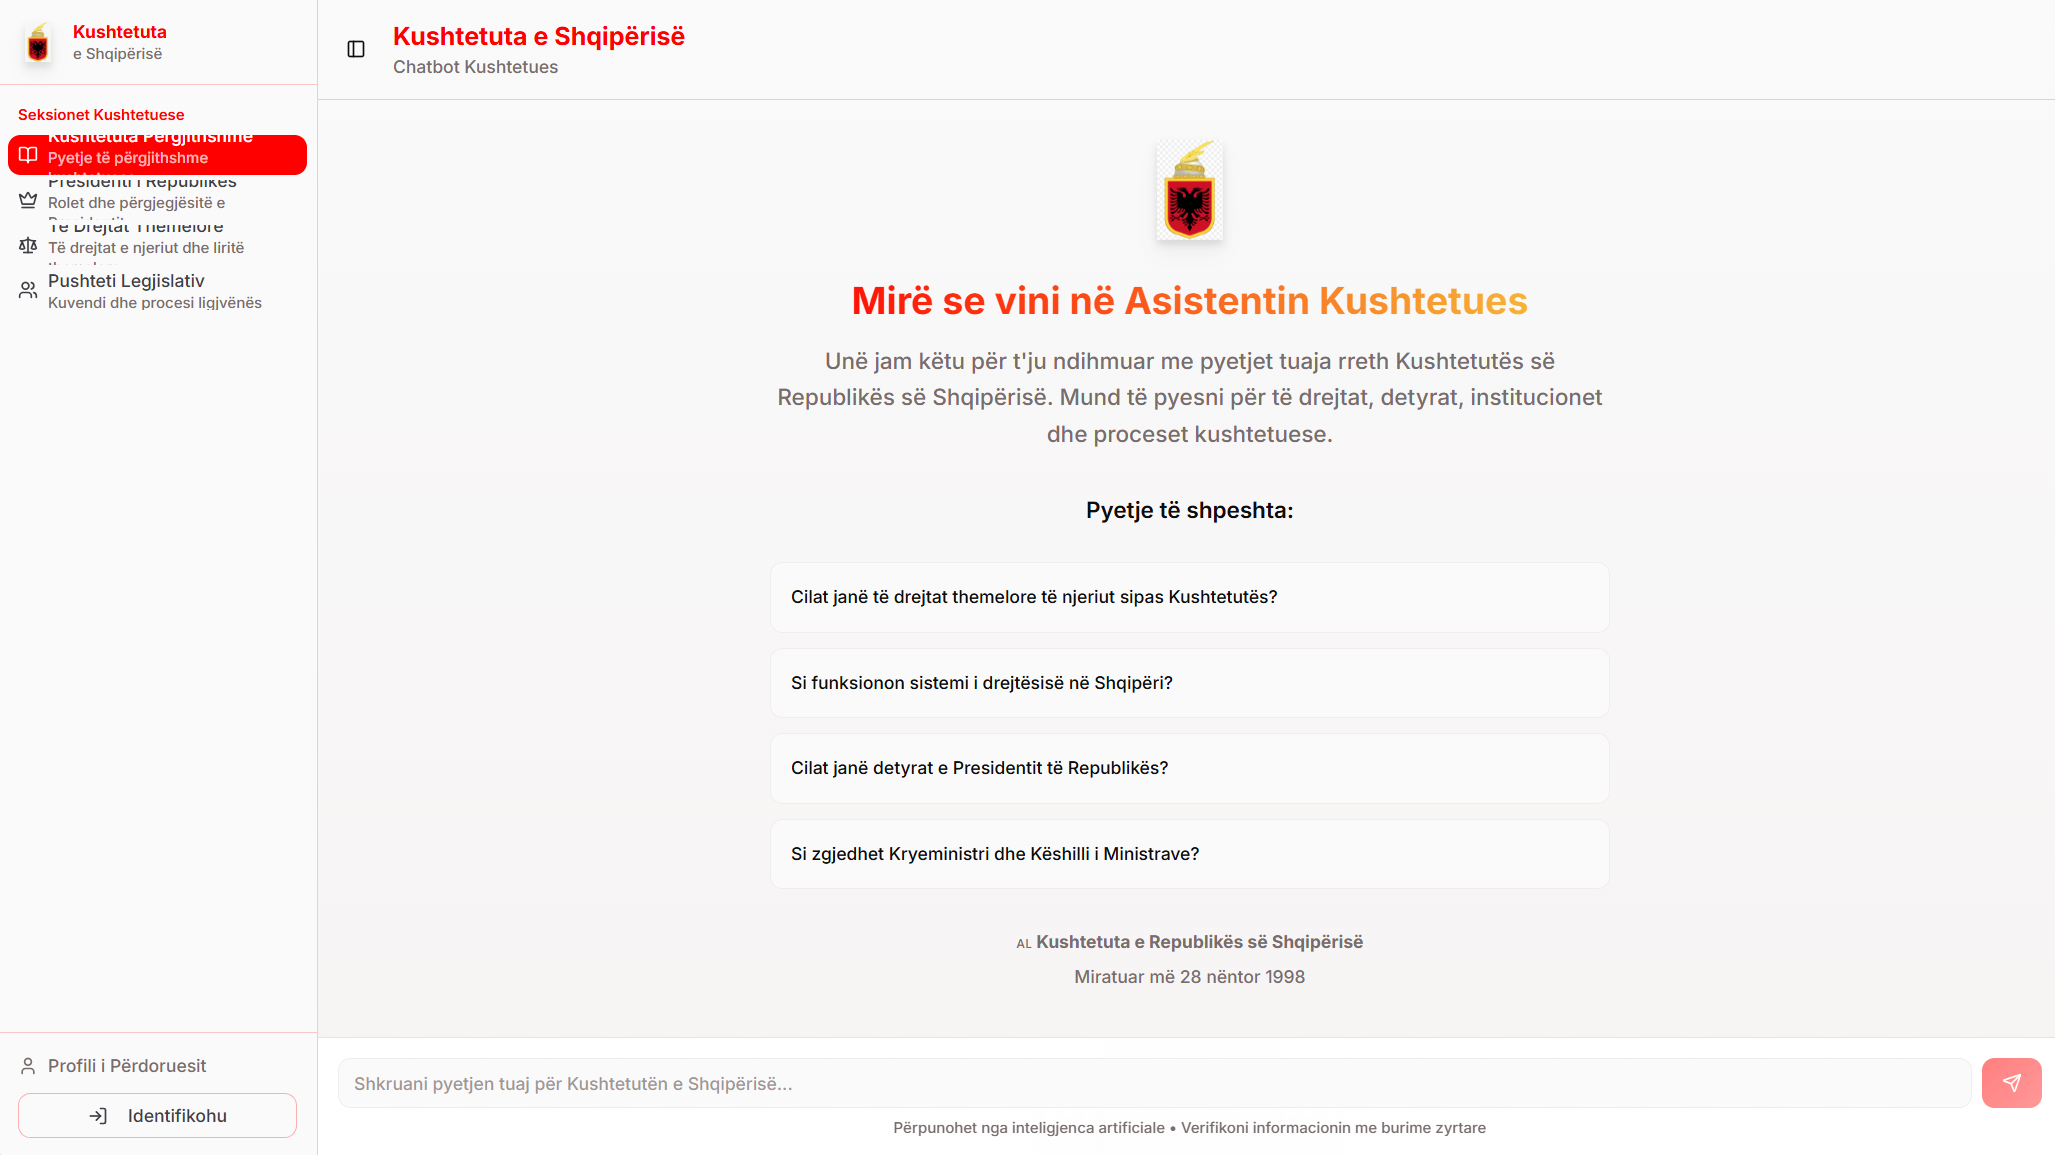 Kushtetuta
e Shqipërisë
Seksionet Kushtetuese
Kushtetuta Përgjithshme
Pyetje të përgjithshme
Presidenti i Republikës
Rolet dhe përgjegjësitë e
Të Drejtat Themelore
Të drejtat e njeriut dhe liritë
Pushteti Legjislativ
Kuvendi dhe procesi ligjvënës
Profili i Përdoruesit
Identifikohu
Kushtetuta e Shqipërisë
Chatbot Kushtetues
Mirë se vini në Asistentin Kushtetues
Unë jam këtu për t'ju ndihmuar me pyetjet tuaja rreth Kushtetutës së
Republikës së Shqipërisë. Mund të pyesni për të drejtat, detyrat, institucionet
dhe proceset kushtetuese.
Pyetje të shpeshta:
Cilat janë të drejtat themelore të njeriut sipas Kushtetutës?
Si funksionon sistemi i drejtësisë në Shqipëri?
Cilat janë detyrat e Presidentit të Republikës?
Si zgjedhet Kryeministri dhe Këshilli i Ministrave?
AL Kushtetuta e Republikës së Shqipërisë
Miratuar më 28 nëntor 1998
Shkruani pyetjen tuaj për Kushtetutën e Shqipërisë...
Përpunohet nga inteligjenca artificiale • Verifikoni informacionin me burime zyrtare